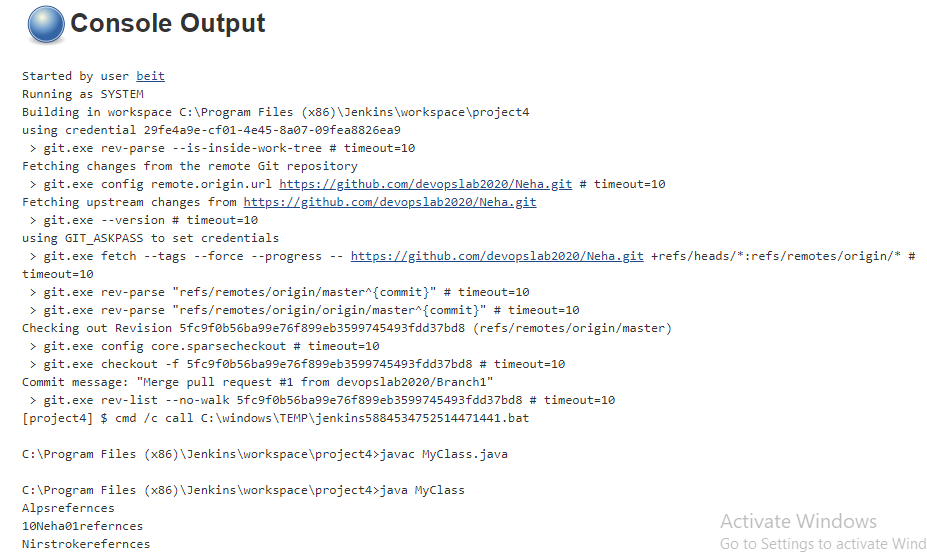 Console Output
Started by user beit
Running as SYSTEM
Building in workspace C:\Program Files (x86)\Jenkins\workspace\project4
using credential 29fe4a9e-cf01-4e45-8a07-09fea8826ea9
> git.exe rev-parse --is-inside-work-tree # timeout=10
Fetching changes from the remote Git repository
> git.exe config remote.origin.url https://github.com/devopslab2020/Neha.git # timeout=10
Fetching upstream changes from https://github.com/devopslab2020/Neha.git
> git.exe --version # timeout=10
using GIT_ASKPASS to set credentials
> git.exe fetch --tags --force --progress -- https://github.com/devopslab2020/Neha.git +refs/heads/*:refs/remotes/origin/* #
timeout=10
> git.exe rev-parse "refs/remotes/origin/master^{commit}" # timeout=10
> git.exe rev-parse "refs/remotes/origin/origin/master^{commit}" # timeout=10
Checking out Revision 5fc9f0b56ba99e76f899eb3599745493fdd37bd8 (refs/remotes/origin/master)
> git.exe config core.sparsecheckout # timeout=10
> git.exe checkout -f 5fc9f0b56ba99e76f899eb3599745493fdd37bd8 # timeout=10
Commit message: "Merge pull request #1 from devopslab2020/Branch1"
> git.exe rev-list --no-walk 5fc9f0b56ba99e76f899eb3599745493fdd37bd8 # timeout=10
[project4] $ cmd /c call C:\windows\TEMP\jenkins5884534752514471441.bat
C:\Program Files (x86)\Jenkins\workspace\project4>javac MyClass.java
C:\Program Files (x86)\Jenkins\workspace\project4>java MyClass
Alpsrefernces
10Neha01refernces
Nirstrokerefernces
Activate Windows
Go to Settings to activate Wind